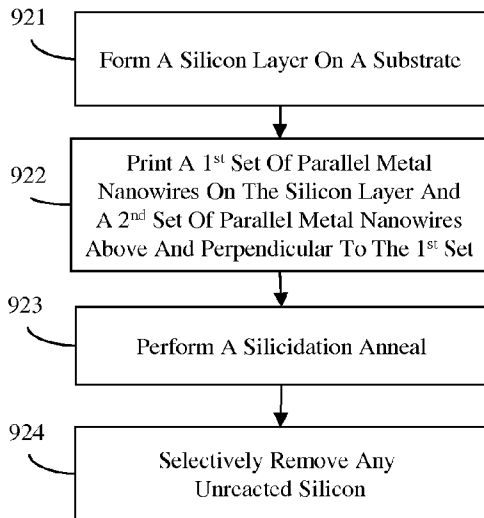 921
Form A Silicon Layer On A Substrate
922
Print A 1st Set Of Parallel Metal
Nanowires On The Silicon Layer And
A 2nd Set Of Parallel Metal Nanowires
Above And Perpendicular To The 1st Set
923
Perform A Silicidation Anneal
924
Selectively Remove Any
Unreacted Silicon